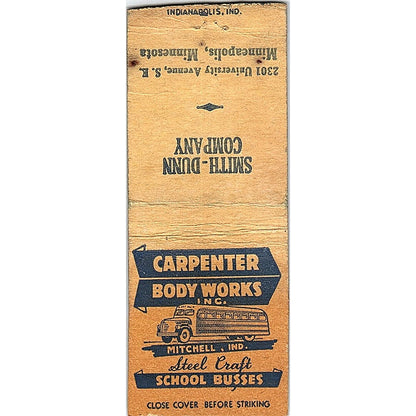 INDIANAPOLIS, IND.
SMITH-DUNN
COMPANY
2301 University Avenue, S. E.
Minneapolis, Minnesota
CARPENTER
BODY WORKS
INC.
MITCHELL, IND.
Steel Craft
SCHOOL BUSSES
CLOSE COVER BEFORE STRIKING